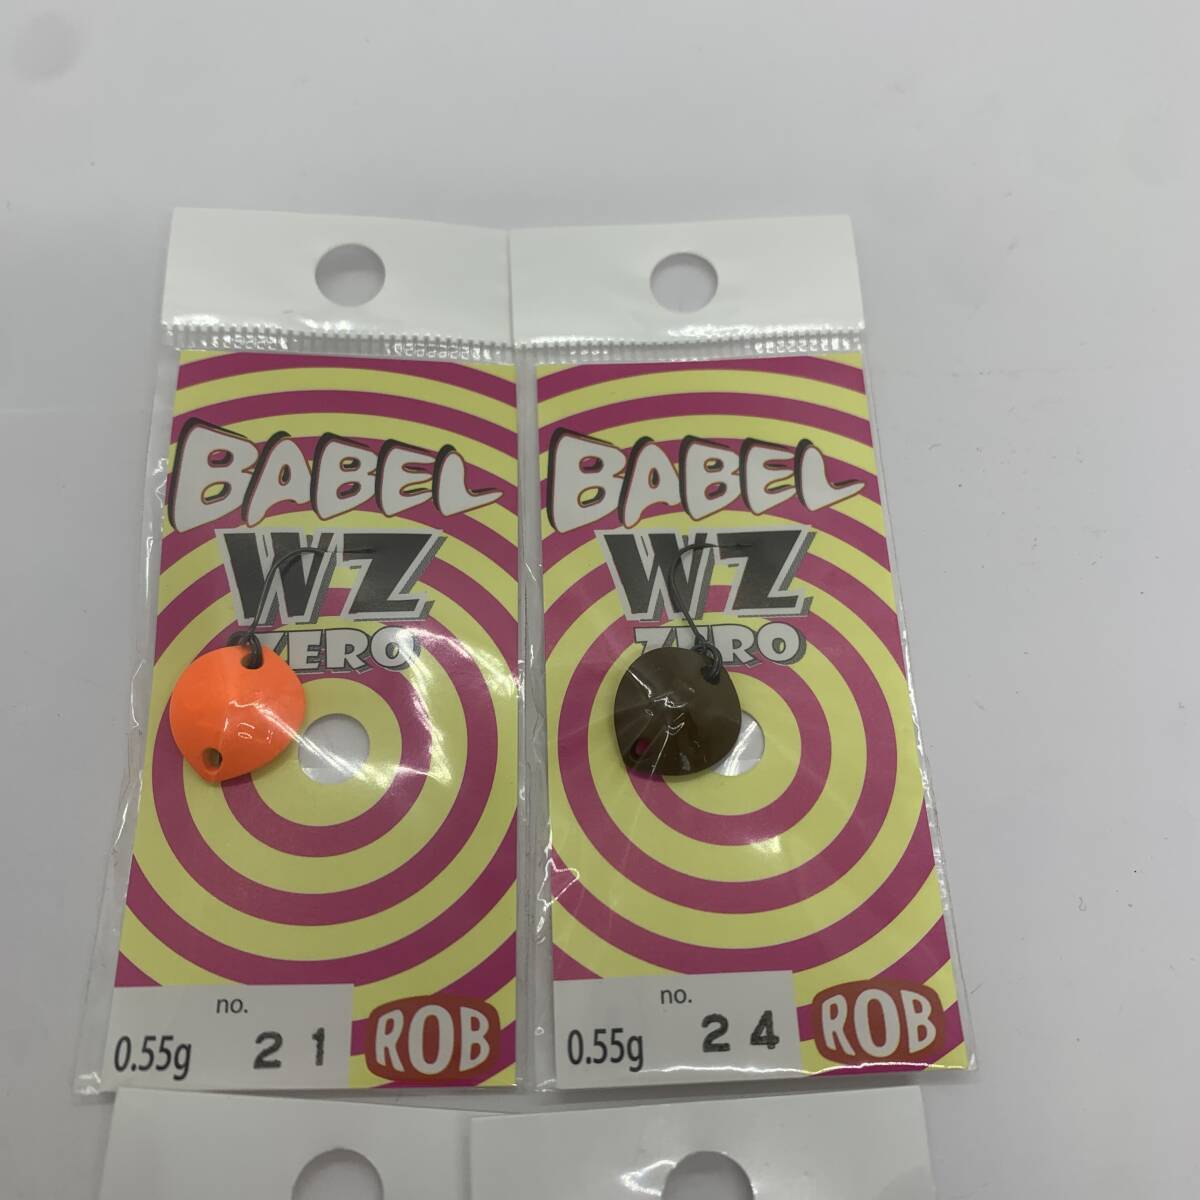 BABEL
WZ
ZERO
no.
0.55g 21
ROB
BABEL
WZ
ZERO
no.
0.55g 24
ROB